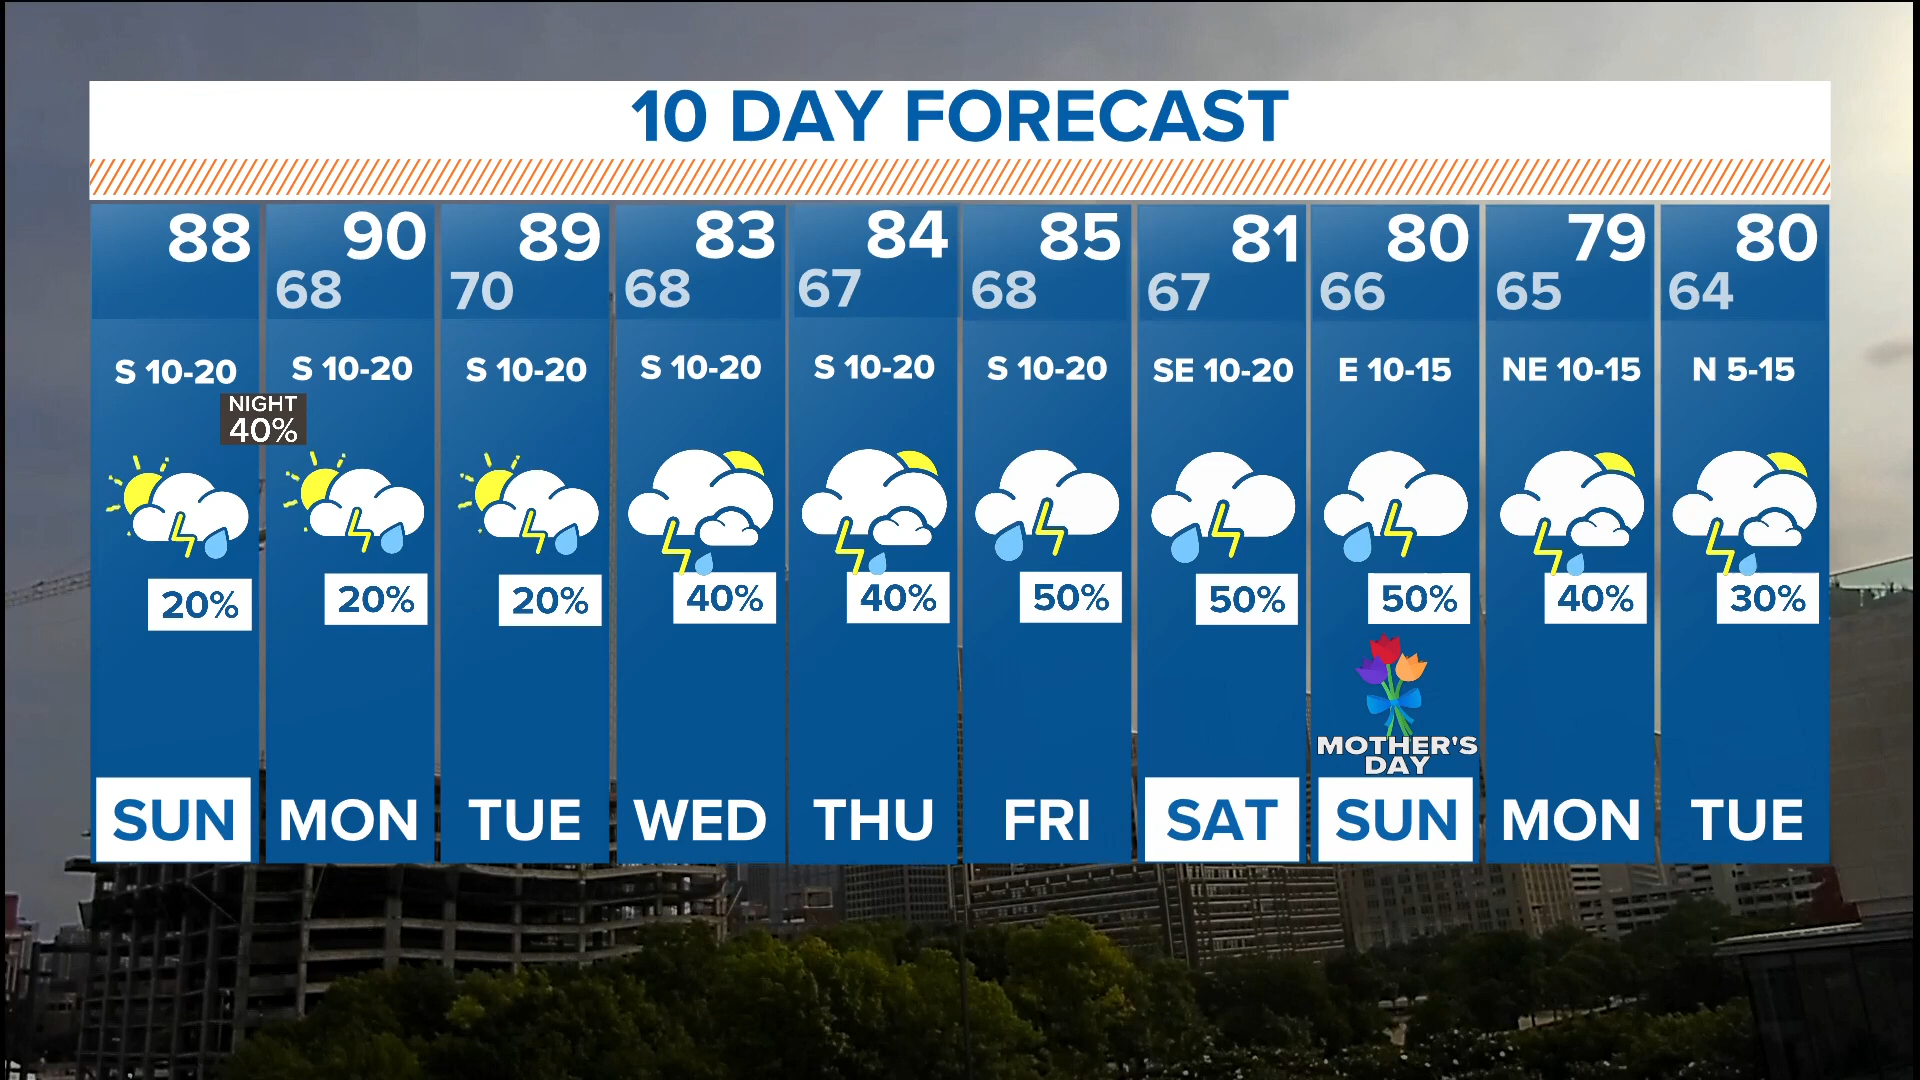 10 DAY FORECAST
88 90 89 83 84 85 81 80 79 80
68 70 68 67 68 67 66 65 64
S 10-20 S 10-20 S 10-20 S 10-20 S 10-20 S 10-20 SE 10-20 E 10-15 NE 10-15 N 5-15
NIGHT
40%
20% 20% 20% 40% 40% 50% 50% 50% 40% 30%
MOTHER'S
DAY
SUN MON TUE WED THU FRI SAT SUN MON TUE